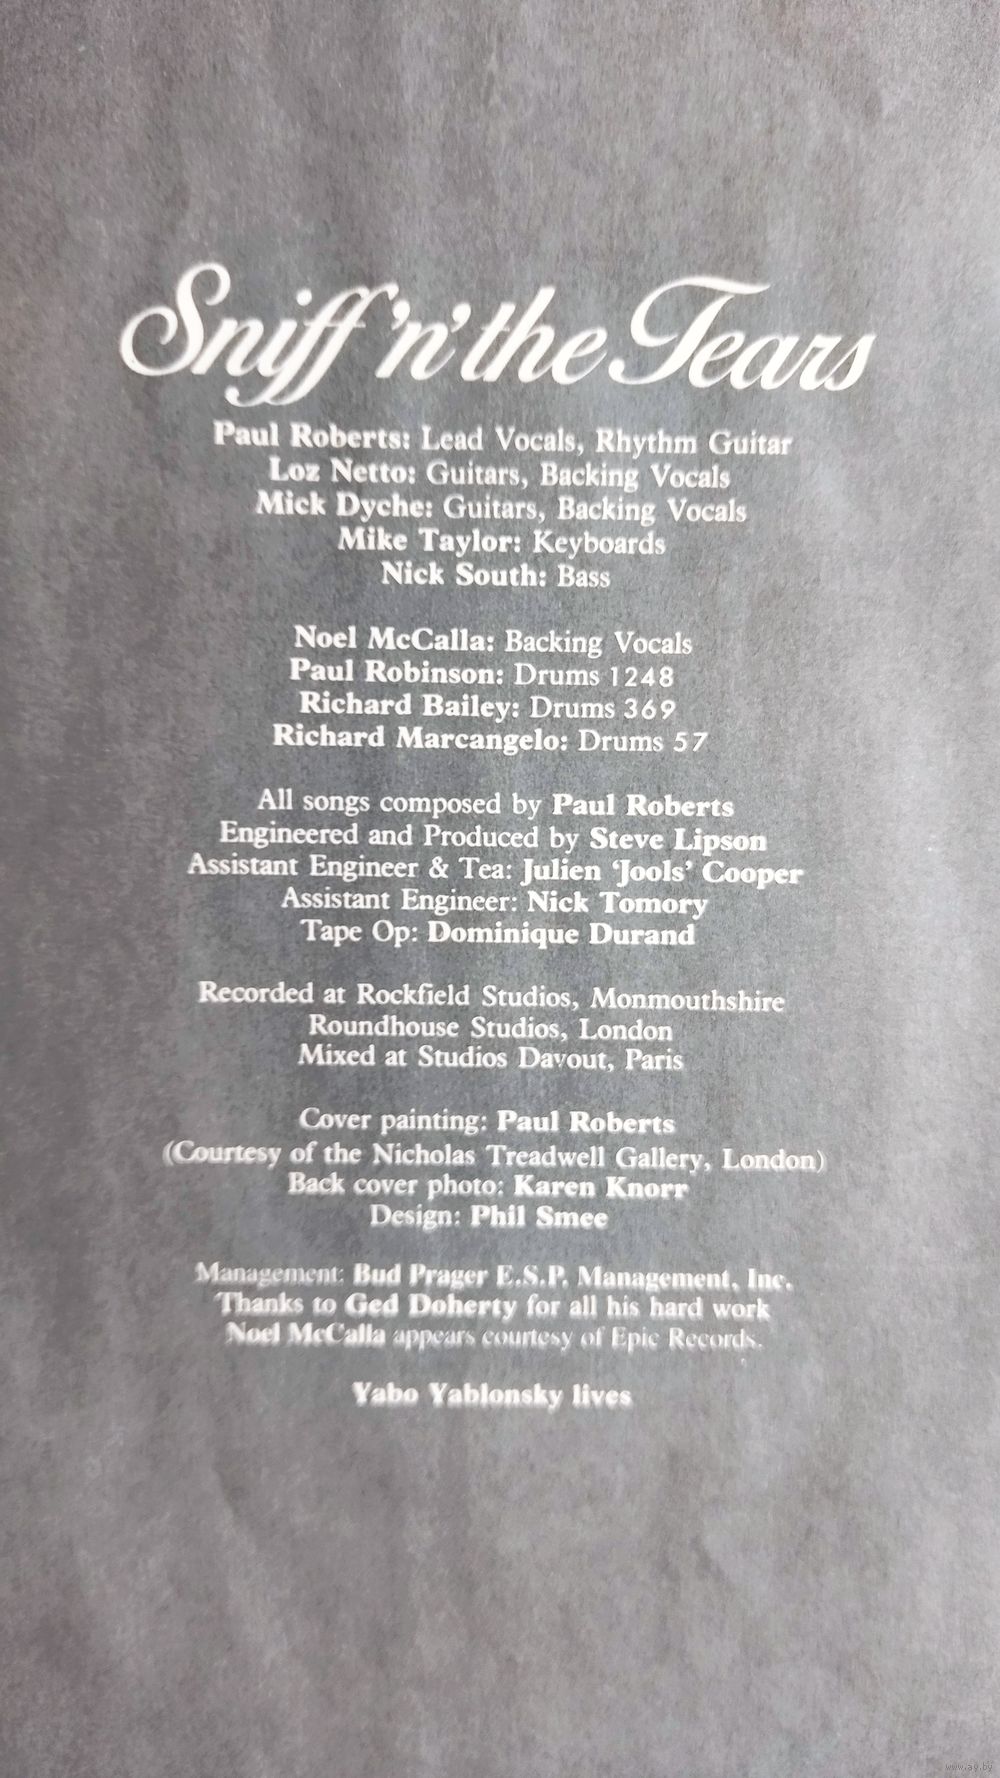 Sniff 'n' the Tears
Paul Roberts: Lead Vocals, Rhythm Guitar
Loz Netto: Guitars, Backing Vocals
Mick Dyche: Guitars, Backing Vocals
Mike Taylor: Keyboards
Nick South: Bass
Noel McCalla: Backing Vocals
Paul Robinson: Drums 1248
Richard Bailey: Drums 369
Richard Marcangelo: Drums 57
All songs composed by Paul Roberts
Engineered and Produced by Steve Lipson
Assistant Engineer & Tea: Julien 'Jools' Cooper
Assistant Engineer: Nick Tomory
Tape Op: Dominique Durand
Recorded at Rockfield Studios, Monmouthshire
Roundhouse Studios, London
Mixed at Studios Davout, Paris
Cover painting: Paul Roberts
(Courtesy of the Nicholas Treadwell Gallery, London)
Back cover photo: Karen Knorr
Design: Phil Smee
Management: Bud Prager E.S.P. Management, Inc.
Thanks to Ged Doherty for all his hard work
Noel McCalla appears courtesy of Epic Records.
Yabo Yablonsky lives
www.ay.by